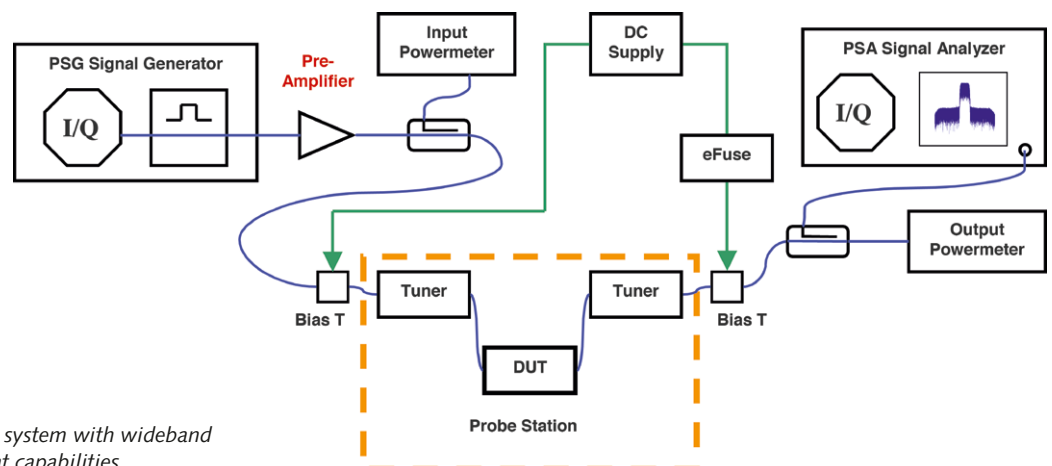 PSG Signal Generator
I/Q
Pre-
Amplifier
Input
Powermeter
DC
Supply
eFuse
PSA Signal Analyzer
I/Q
Output
Powermeter
Bias T
Tuner
Tuner
Bias T
DUT
Probe Station
system with wideband
capabilities